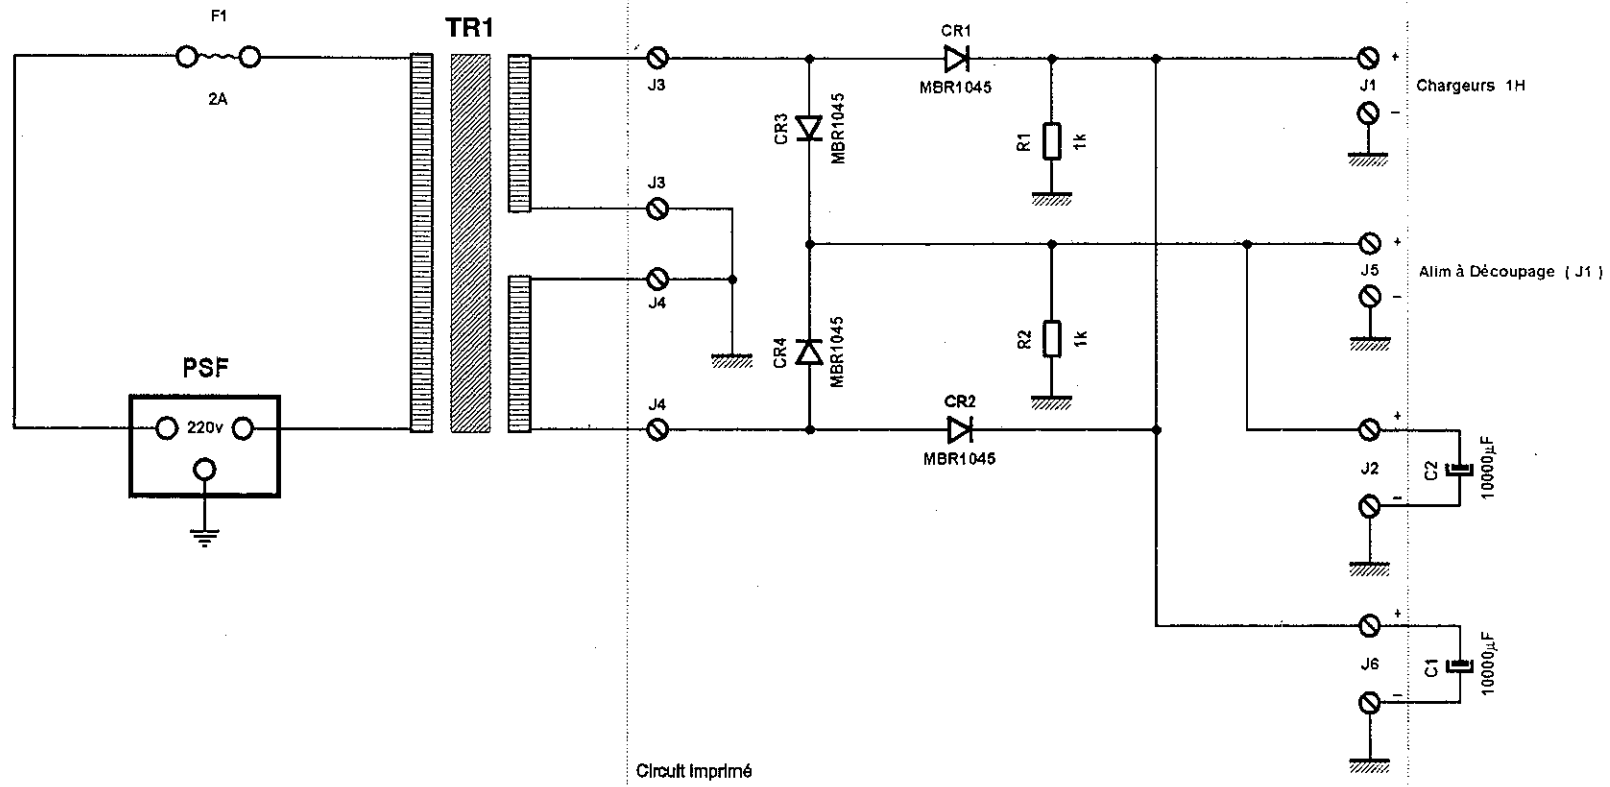 F1
2A
TR1
PSF
220v
J3
J3
J4
J4
CR1
MBR1045
CR3
MBR1045
R1
1k
CR4
MBR1045
R2
1k
CR2
MBR1045
+
J1
−
Chargeurs 1H
+
J5
−
Alim à Découpage ( J1 )
+
J2
−
C2
10000µF
+
J6
−
C1
10000µF
Circuit Imprimé